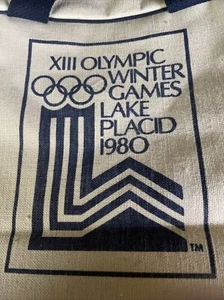 XIII OLYMPIC
WINTER
GAMES
LAKE
PLACID
1980
TM